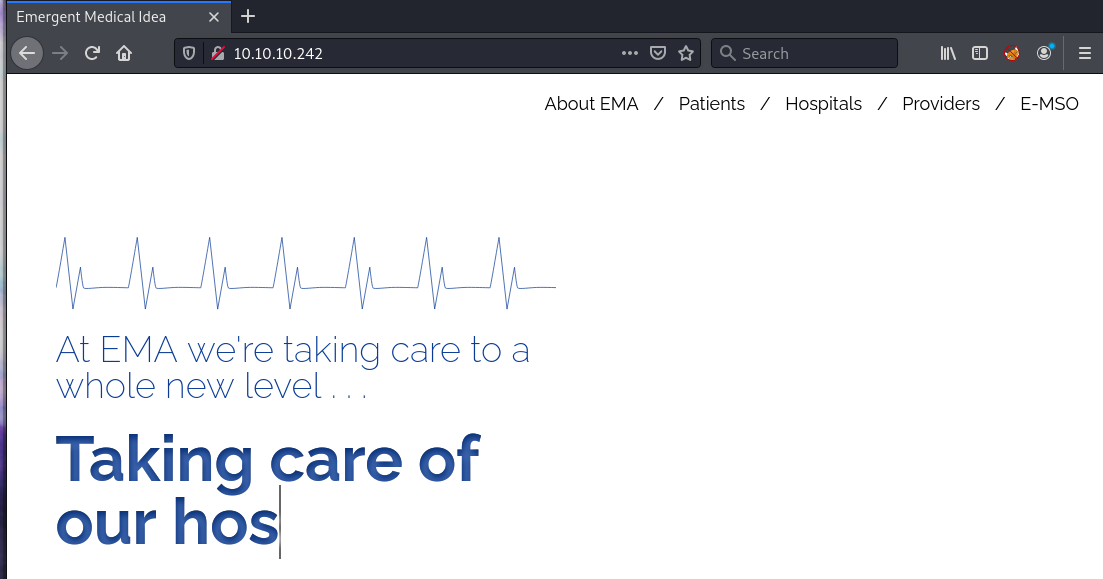 Emergent Medical Idea
10.10.10.242
Search
About EMA / Patients / Hospitals / Providers / E-MSO
At EMA we're taking care to a
whole new level . . .
Taking care of
our hos